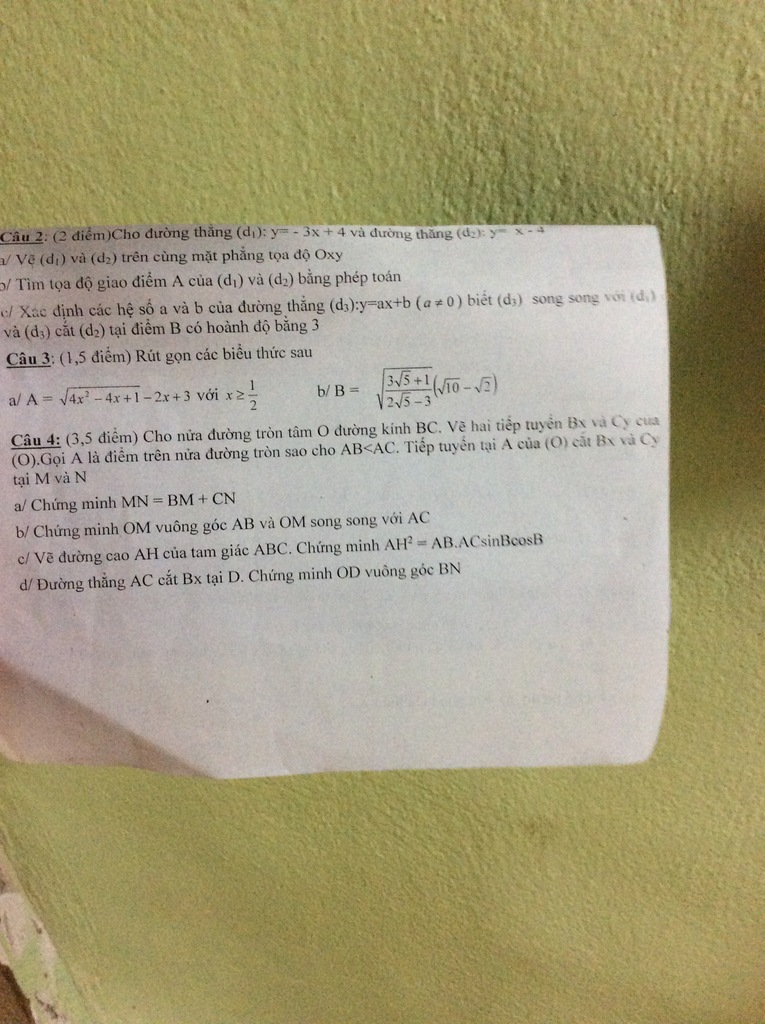 Câu 2: (2 điểm)Cho đường thẳng (d₁): y= - 3x + 4 và đường thẳng (d₂): y= x - 4
a/ Vẽ (d₁) và (d₂) trên cùng mặt phẳng tọa độ Oxy
b/ Tìm tọa độ giao điểm A của (d₁) và (d₂) bằng phép toán
c/ Xác định các hệ số a và b của đường thẳng (d₃):y=ax+b ( a ≠ 0 ) biết (d₃) song song với (d₁)
và (d₃) cắt (d₂) tại điểm B có hoành độ bằng 3
Câu 3: (1,5 điểm) Rút gọn các biểu thức sau
a/ A = √(4x² – 4x + 1) – 2x + 3 với x ≥ 1/2 b/ B = √((3√5 + 1)/(2√5 – 3)) (√10 – √2)
Câu 4: (3,5 điểm) Cho nửa đường tròn tâm O đường kính BC. Vẽ hai tiếp tuyến Bx và Cy của
(O).Gọi A là điểm trên nửa đường tròn sao cho AB<AC. Tiếp tuyến tại A của (O) cắt Bx và Cy
tại M và N
a/ Chứng minh MN = BM + CN
b/ Chứng minh OM vuông góc AB và OM song song với AC
c/ Vẽ đường cao AH của tam giác ABC. Chứng minh AH² = AB.ACsinBcosB
d/ Đường thẳng AC cắt Bx tại D. Chứng minh OD vuông góc BN